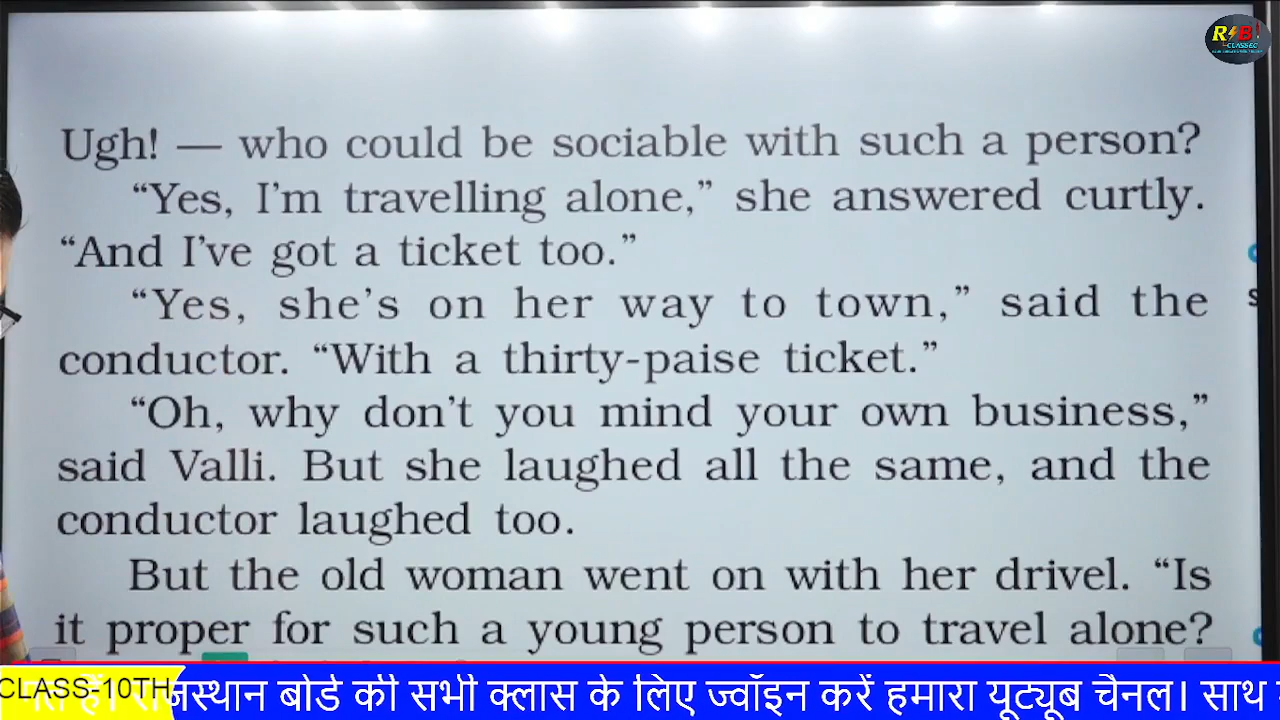 Ugh! — who could be sociable with such a person?
“Yes, I’m travelling alone,” she answered curtly.
“And I’ve got a ticket too.”
“Yes, she’s on her way to town,” said the
conductor. “With a thirty-paise ticket.”
“Oh, why don’t you mind your own business,”
said Valli. But she laughed all the same, and the
conductor laughed too.
But the old woman went on with her drivel. “Is
it proper for such a young person to travel alone?
CLASS-10TH
राजस्थान बोर्ड की सभी क्लास के लिए ज्वॉइन करें हमारा यूट्यूब चैनल। साथ